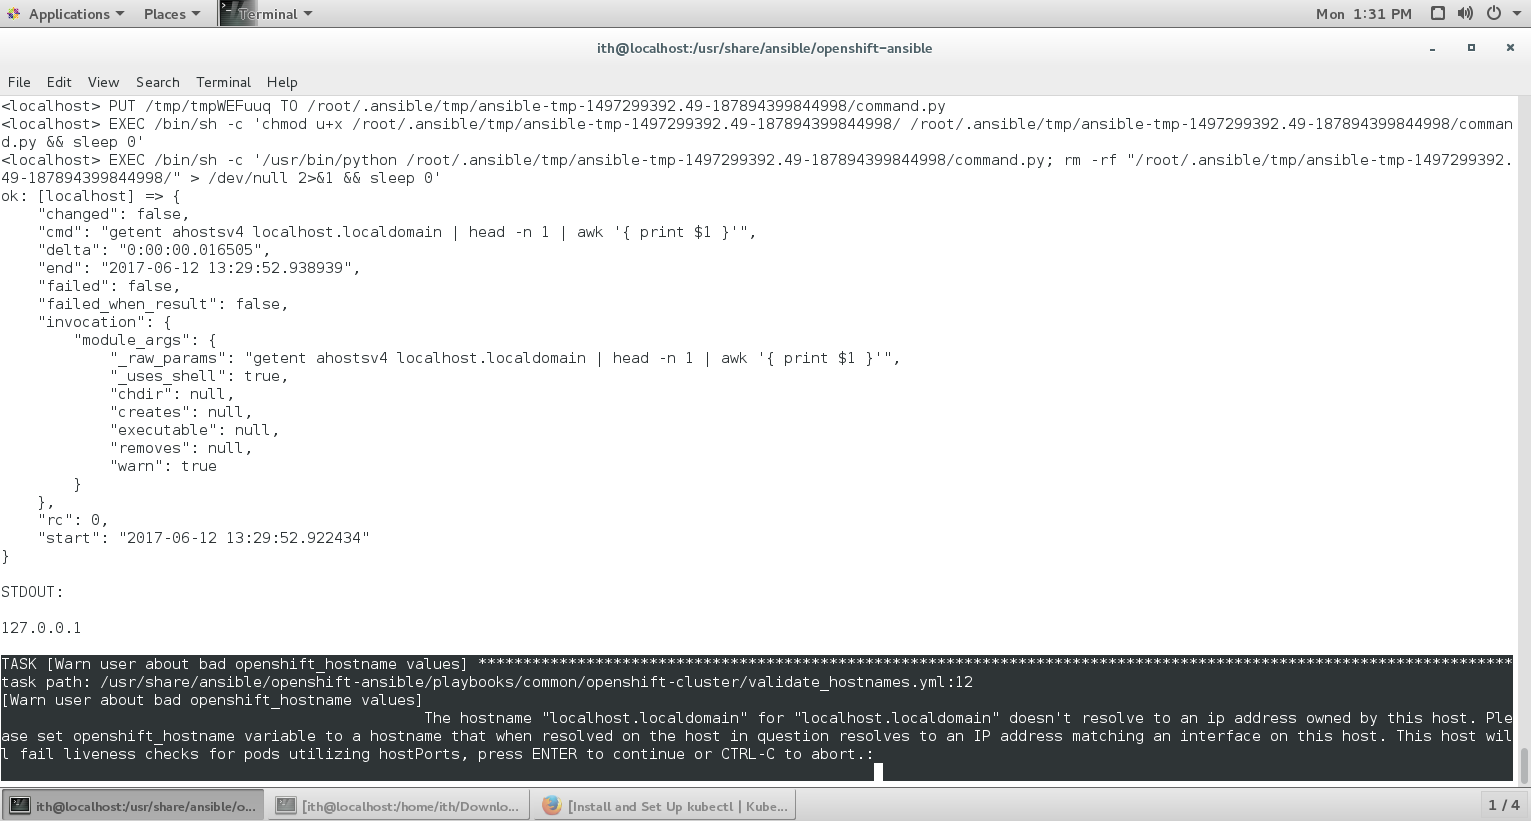 Applications Places Terminal Mon 1:31 PM
ith@localhost:/usr/share/ansible/openshift-ansible
File Edit View Search Terminal Help
<localhost> PUT /tmp/tmpWEFuuq TO /root/.ansible/tmp/ansible-tmp-1497299392.49-187894399844998/command.py
<localhost> EXEC /bin/sh -c 'chmod u+x /root/.ansible/tmp/ansible-tmp-1497299392.49-187894399844998/ /root/.ansible/tmp/ansible-tmp-1497299392.49-187894399844998/comman
d.py && sleep 0'
<localhost> EXEC /bin/sh -c '/usr/bin/python /root/.ansible/tmp/ansible-tmp-1497299392.49-187894399844998/command.py; rm -rf "/root/.ansible/tmp/ansible-tmp-1497299392.
49-187894399844998/" > /dev/null 2>&1 && sleep 0'
ok: [localhost] => {
    "changed": false,
    "cmd": "getent ahostsv4 localhost.localdomain | head -n 1 | awk '{ print $1 }'",
    "delta": "0:00:00.016505",
    "end": "2017-06-12 13:29:52.938939",
    "failed": false,
    "failed_when_result": false,
    "invocation": {
        "module_args": {
            "_raw_params": "getent ahostsv4 localhost.localdomain | head -n 1 | awk '{ print $1 }'",
            "_uses_shell": true,
            "chdir": null,
            "creates": null,
            "executable": null,
            "removes": null,
            "warn": true
        }
    },
    "rc": 0,
    "start": "2017-06-12 13:29:52.922434"
}
STDOUT:
127.0.0.1
TASK [Warn user about bad openshift_hostname values] *******************************************************************************************************************
task path: /usr/share/ansible/openshift-ansible/playbooks/common/openshift-cluster/validate_hostnames.yml:12
[Warn user about bad openshift_hostname values]
The hostname "localhost.localdomain" for "localhost.localdomain" doesn't resolve to an ip address owned by this host. Ple
ase set openshift_hostname variable to a hostname that when resolved on the host in question resolves to an IP address matching an interface on this host. This host wil
l fail liveness checks for pods utilizing hostPorts, press ENTER to continue or CTRL-C to abort.:
ith@localhost:/usr/share/ansible/o... [ith@localhost:/home/ith/Downlo... [Install and Set Up kubectl | Kube... 1 / 4